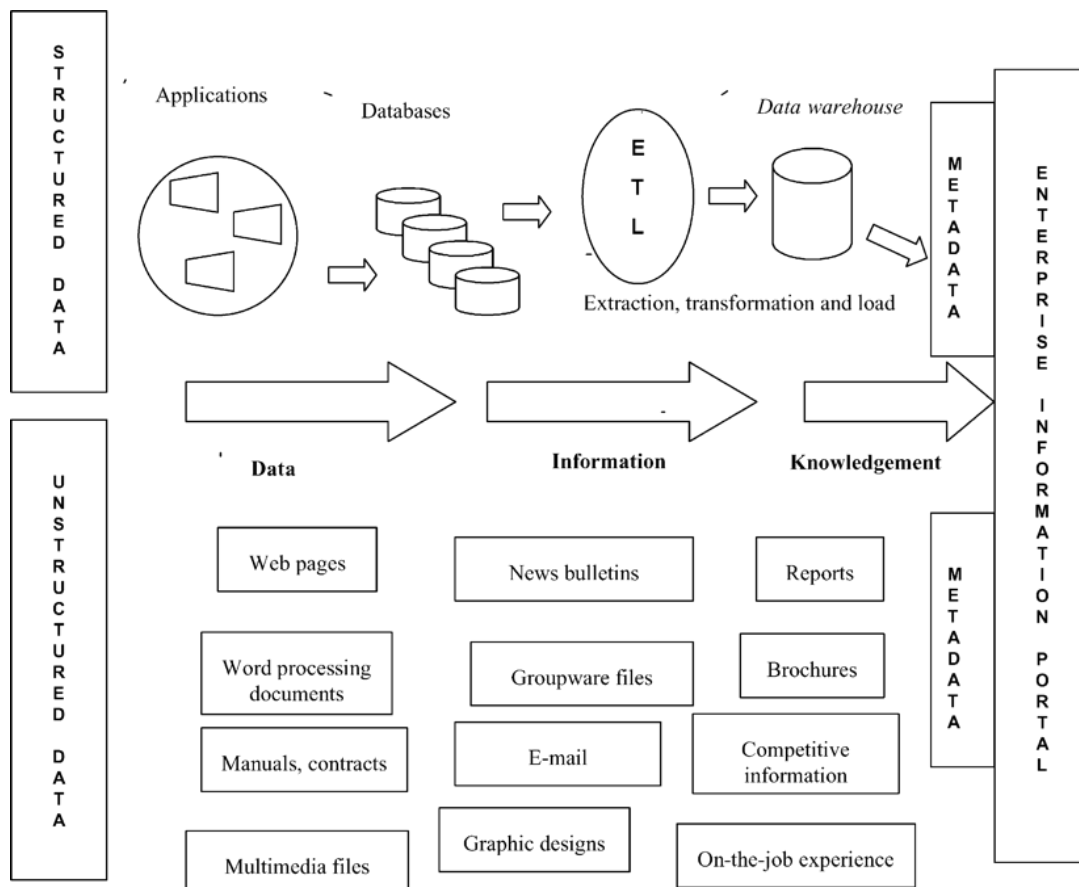 STRUCTURED DATA
Applications
Databases
ETL
Data warehouse
METADATA
ENTERPRISE INFORMATION PORTAL
Extraction, transformation and load
Data
Information
Knowledgement
UNSTRUCTURED DATA
Web pages
News bulletins
Reports
METADATA
Word processing
documents
Groupware files
Brochures
Manuals, contracts
E-mail
Competitive
information
Multimedia files
Graphic designs
On-the-job experience